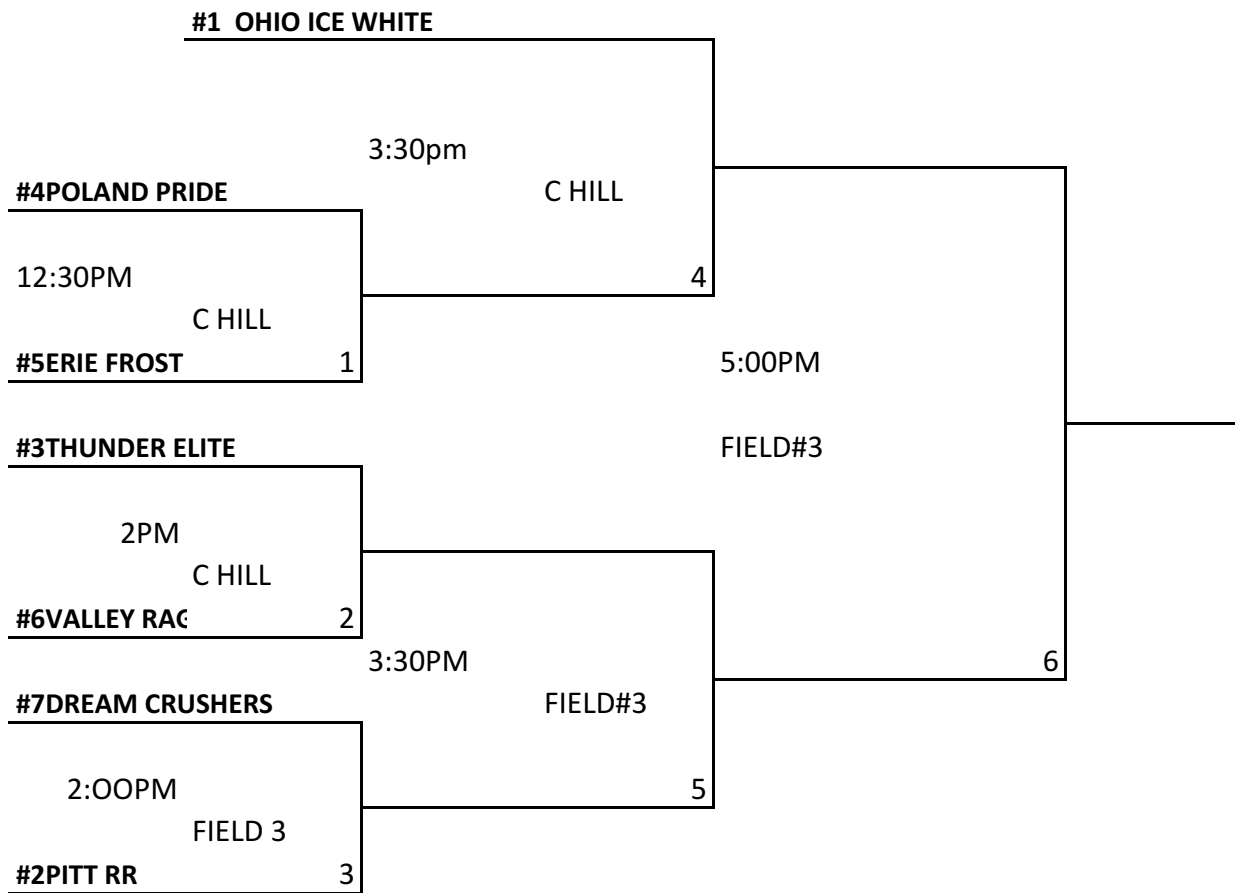 #1 OHIO ICE WHITE
3:30pm
#4POLAND PRIDE
C HILL
12:30PM
4
C HILL
#5ERIE FROST 1
5:00PM
#3THUNDER ELITE
FIELD#3
2PM
C HILL
#6VALLEY RAG 2
3:30PM
6
#7DREAM CRUSHERS
FIELD#3
2:OOPM
5
FIELD 3
#2PITT RR 3